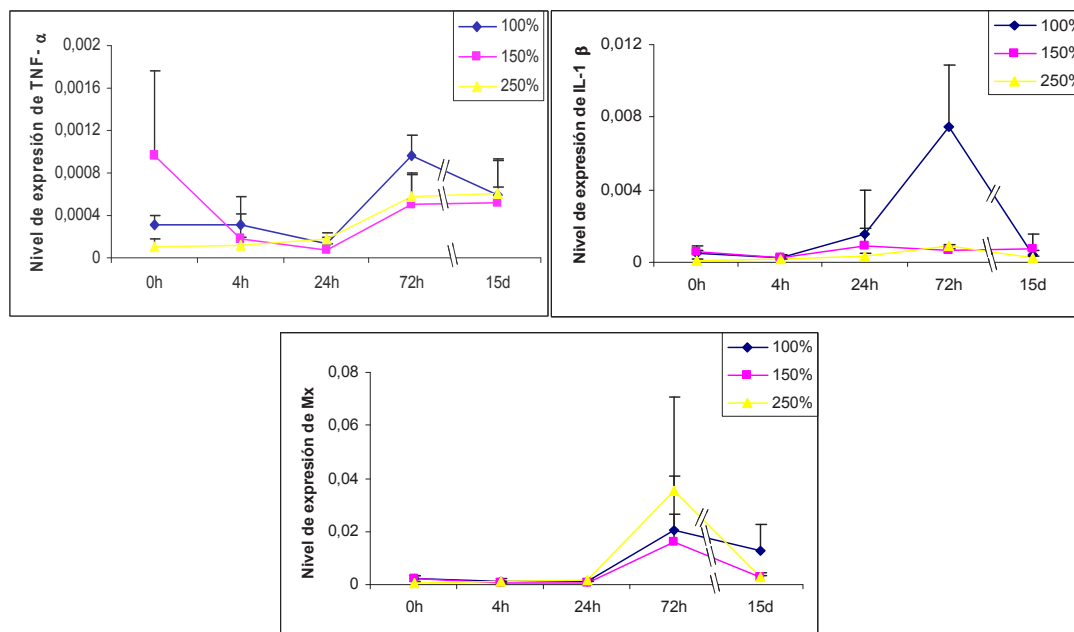 Nivel de expresión de TNF- α
0,002
0,0016
0,0012
0,0008
0,0004
0
0h
4h
24h
72h
15d
100%
150%
250%
Nivel de expresión de IL-1 β
0,012
0,008
0,004
0
0h
4h
24h
72h
15d
100%
150%
250%
Nivel de expresión de Mx
0,08
0,06
0,04
0,02
0
0h
4h
24h
72h
15d
100%
150%
250%